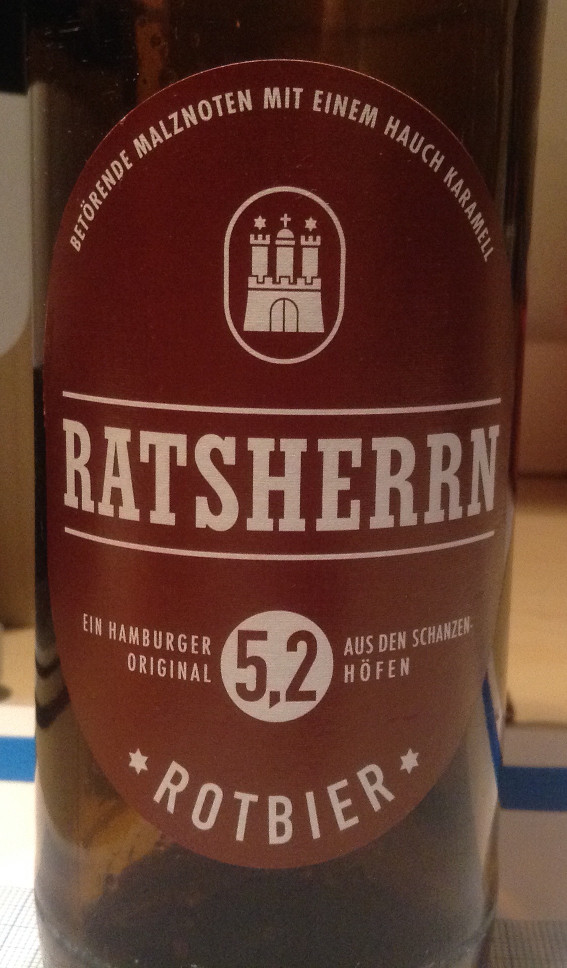 BETÖRENDE MALZNOTEN MIT EINEM HAUCH KARAMELL
RATSHERRN
EIN HAMBURGER
ORIGINAL
5,2
AUS DEN SCHANZEN-
HÖFEN
ROTBIER